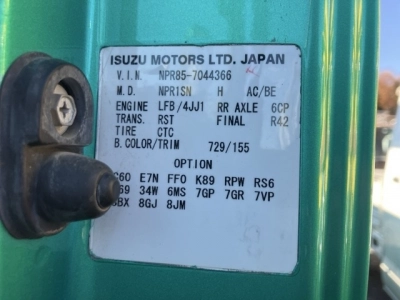 ISUZU MOTORS LTD. JAPAN
V.I.N. NPR85-7044366
M.D. NPR1SN H AC/BE
ENGINE LFB/4JJ1 RR AXLE 6CP
TRANS. RST FINAL R42
TIRE CTC
B.COLOR/TRIM 729/155
OPTION
E7N FF0 K89 RPW RS6
34W 6MS 7GP 7GR 7VP
8GJ 8JM